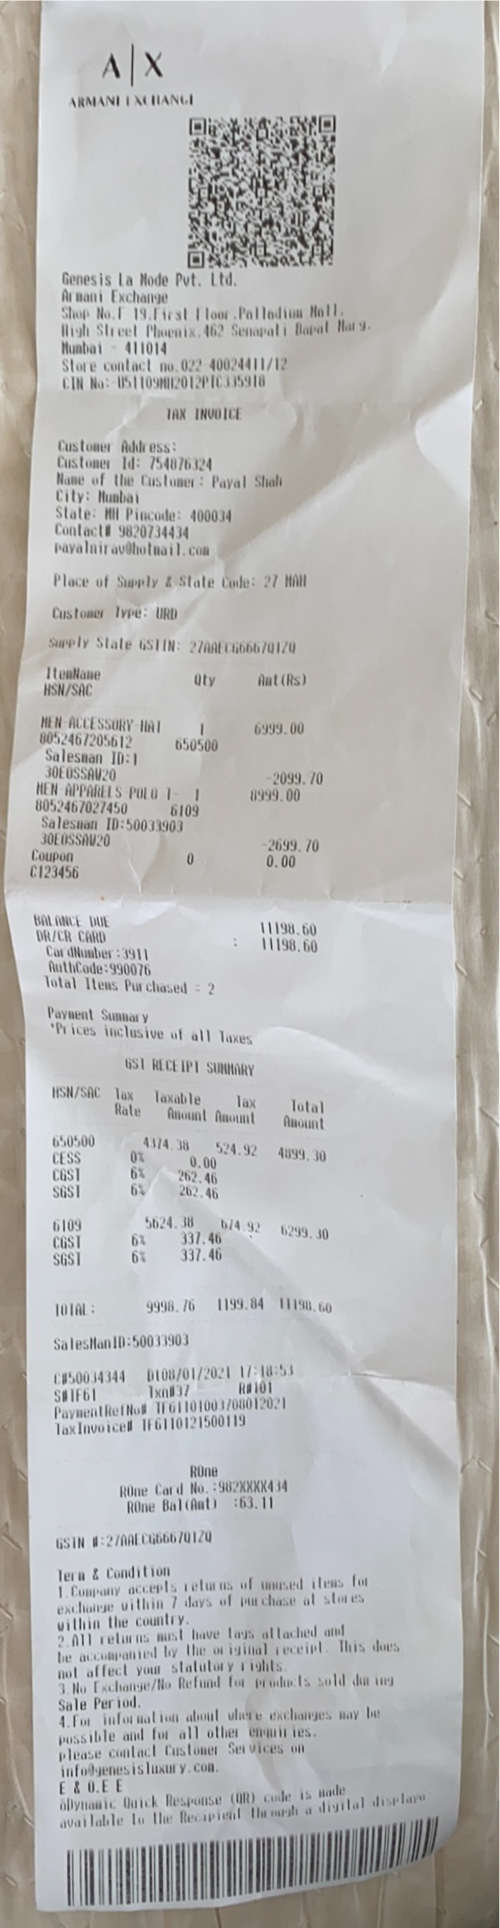 A|X
ARMANI EXCHANGE
Genesis La Mode Pvt. Ltd.
Armani Exchange
Shop No.F 19.First Floor.Palladium Mall.
High Street Phoenix.462 Senapati Bapat Marg.
Mumbai - 411014
Store contact no.022-40024411/12
CIN No:-U51109MH2012PTC335918
TAX INVOICE
Customer Address:
Customer Id: 754876324
Name of the Customer: Payal Shah
City: Mumbai
State: MH Pincode: 400034
Contact# 9820734434
payalnirav@hotmail.com
Place of Supply & State Code: 27 MAH
Customer Type: URD
Supply State GSTIN: 27AAECG6667Q1ZQ
ItemName Qty Amt(Rs)
HSN/SAC
MEN-ACCESSORY-HAT 1 6999.00
8052467205612 650500
Salesman ID:1
30EOSSAW20 -2099.70
MEN-APPARELS-POLO T- 1 8999.00
8052467027450 6109
Salesman ID:50033903
30EOSSAW20 -2699.70
Coupon 0 0.00
C123456
BALANCE DUE 11198.60
DR/CR CARD : 11198.60
CardNumber:3911
AuthCode:990076
Total Items Purchased = 2
Payment Summary
*Prices inclusive of all Taxes
GST RECEIPT SUMMARY
HSN/SAC Tax Taxable Tax Total
Rate Amount Amount Amount
650500 4374.38 524.92 4899.30
CESS 0% 0.00
CGST 6% 262.46
SGST 6% 262.46
6109 5624.38 674.92 6299.30
CGST 6% 337.46
SGST 6% 337.46
TOTAL: 9998.76 1199.84 11198.60
SalesManID:50033903
C#50034344 DT08/01/2021 17:18:53
S#TF61 Txn#37 R#101
PaymentRefNo# TF61101003708012021
TaxInvoice# TF6110121500119
ROne
ROne Card No.:982XXXX434
ROne Bal(Amt) :63.11
GSTN #:27AAECG6667Q1ZQ
Term & Condition
1.Company accepts returns of unused items for
exchange within 7 days of purchase at stores
within the country.
2.All returns must have tags attached and
be accompanied by the original receipt. This does
not affect your statutory rights.
3.No Exchange/No Refund for products sold during
Sale Period.
4.For information about where exchanges may be
possible and for all other enquiries.
please contact Customer Services on
info@genesisluxury.com.
E & O.E E
Dynamic Quick Response (QR) code is made
available to the Recipient through a digital display